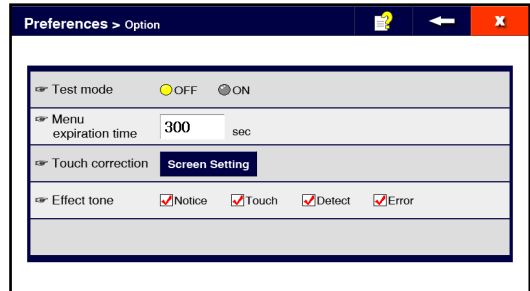 Preferences > Option
X
☞ Test mode OFF ON
☞ Menu
expiration time 300 sec
☞ Touch correction Screen Setting
☞ Effect tone Notice Touch Detect Error